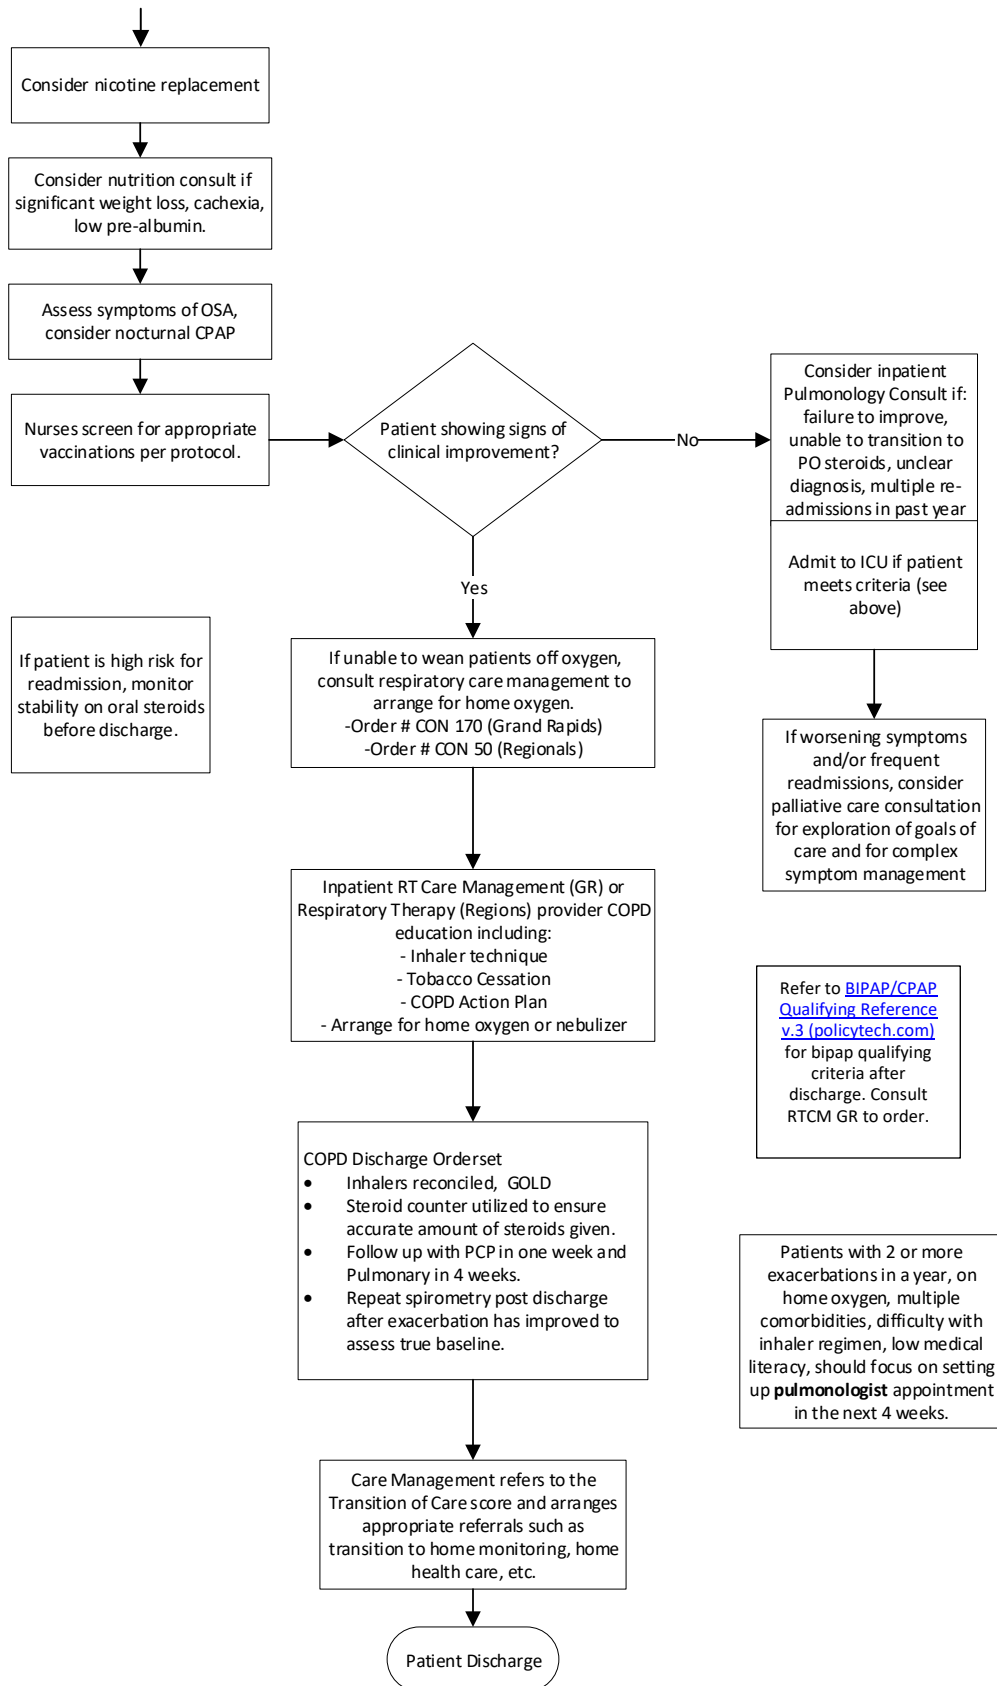 Consider nicotine replacement
Consider nutrition consult if
significant weight loss, cachexia,
low pre-albumin.
Assess symptoms of OSA,
consider nocturnal CPAP
Nurses screen for appropriate
vaccinations per protocol.
Patient showing signs of
clinical improvement?
No
Consider inpatient
Pulmonology Consult if:
failure to improve,
unable to transition to
PO steroids, unclear
diagnosis, multiple re-
admissions in past year
Admit to ICU if patient
meets criteria (see
above)
Yes
If patient is high risk for
readmission, monitor
stability on oral steroids
before discharge.
If unable to wean patients off oxygen,
consult respiratory care management to
arrange for home oxygen.
-Order # CON 170 (Grand Rapids)
-Order # CON 50 (Regionals)
If worsening symptoms
and/or frequent
readmissions, consider
palliative care consultation
for exploration of goals of
care and for complex
symptom management
Inpatient RT Care Management (GR) or
Respiratory Therapy (Regions) provider COPD
education including:
- Inhaler technique
- Tobacco Cessation
- COPD Action Plan
- Arrange for home oxygen or nebulizer
Refer to BIPAP/CPAP
Qualifying Reference
v.3 (policytech.com)
for bipap qualifying
criteria after
discharge. Consult
RTCM GR to order.
COPD Discharge Orderset
• Inhalers reconciled, GOLD
• Steroid counter utilized to ensure
accurate amount of steroids given.
• Follow up with PCP in one week and
Pulmonary in 4 weeks.
• Repeat spirometry post discharge
after exacerbation has improved to
assess true baseline.
Patients with 2 or more
exacerbations in a year, on
home oxygen, multiple
comorbidities, difficulty with
inhaler regimen, low medical
literacy, should focus on setting
up pulmonologist appointment
in the next 4 weeks.
Care Management refers to the
Transition of Care score and arranges
appropriate referrals such as
transition to home monitoring, home
health care, etc.
Patient Discharge